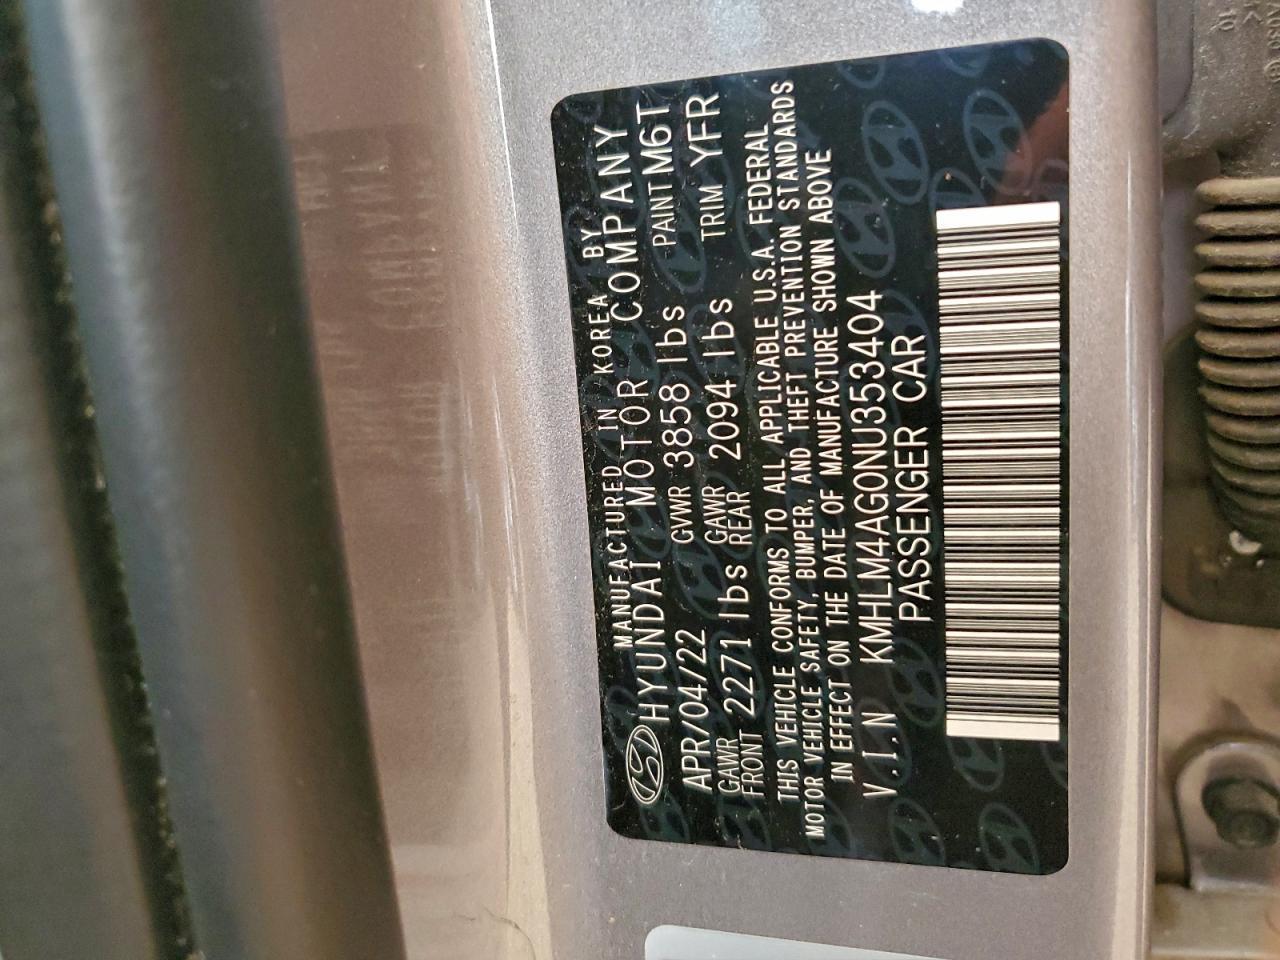 MANUFACTURED IN KOREA BY
HYUNDAI MOTOR COMPANY
APR/04/22 GVWR 3858 lbs PAINT M6T
GAWR FRONT 2271 lbs GAWR REAR 2094 lbs TRIM YFR
THIS VEHICLE CONFORMS TO ALL APPLICABLE U.S.A. FEDERAL
MOTOR VEHICLE SAFETY, BUMPER, AND THEFT PREVENTION STANDARDS
IN EFFECT ON THE DATE OF MANUFACTURE SHOWN ABOVE
V.I.N KMHLM4AG0NU353404
PASSENGER CAR